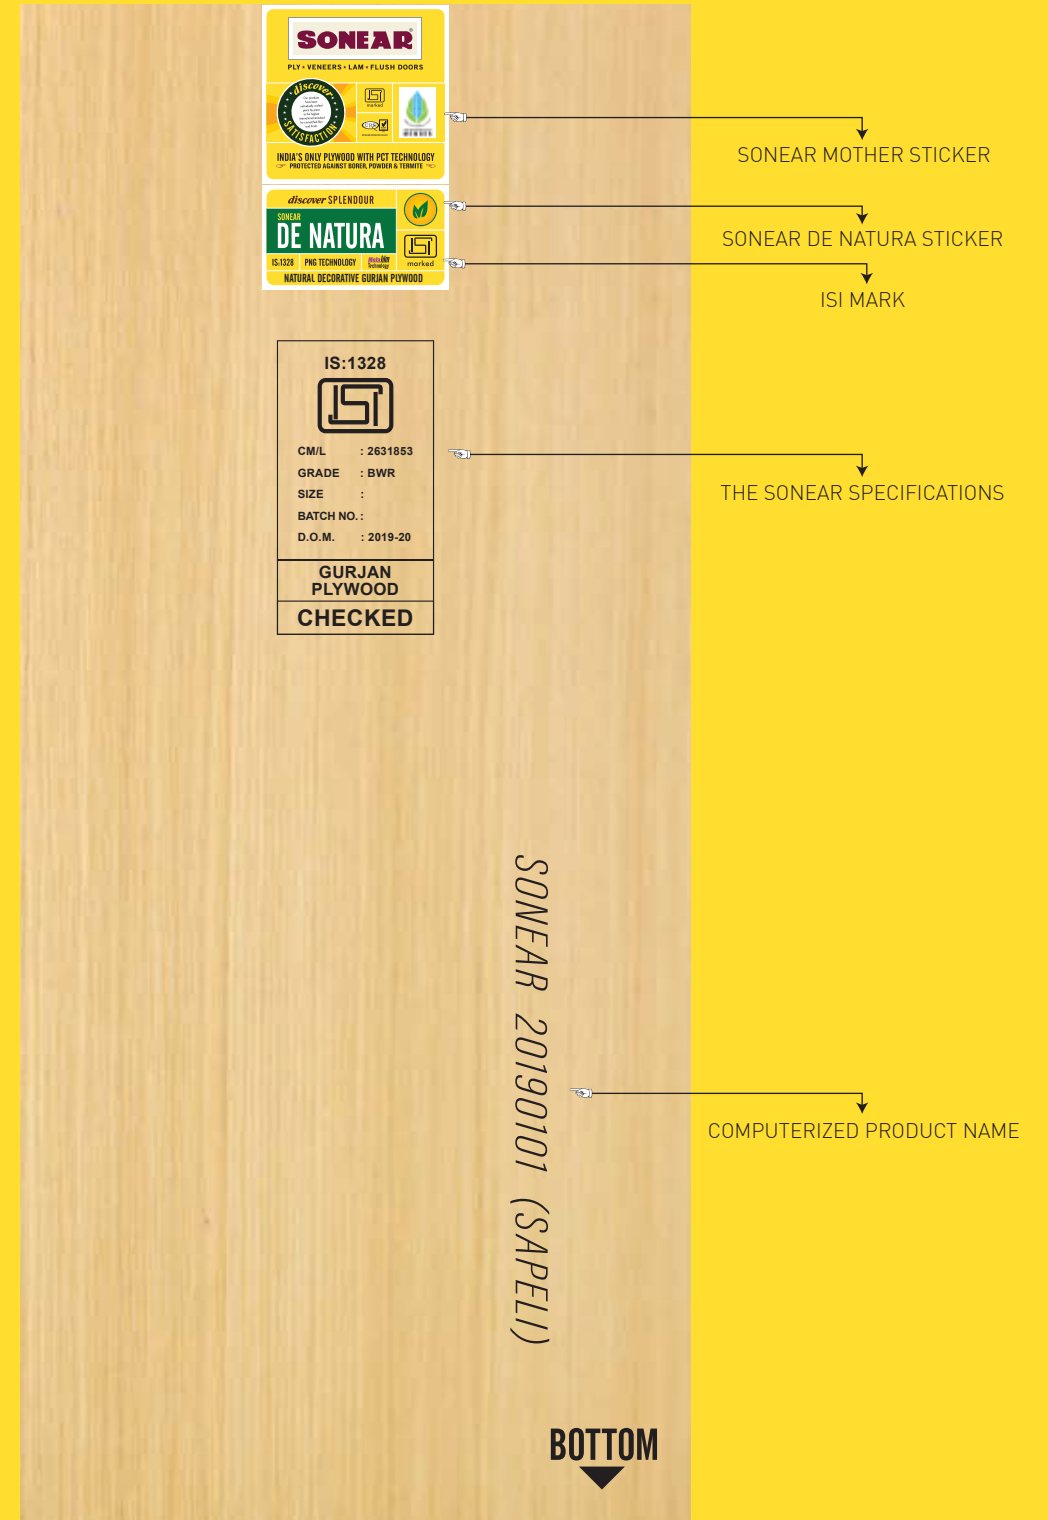 SONEAR
PLY • VENEERS • LAM • FLUSH DOORS
discover
SATISFACTION
marked
INDIA'S ONLY PLYWOOD WITH PCT TECHNOLOGY
PROTECTED AGAINST BORER, POWDER & TERMITE
SONEAR MOTHER STICKER
discover SPLENDOUR
SONEAR
DE NATURA
IS:1328 PNG TECHNOLOGY
Technology
marked
NATURAL DECORATIVE GURJAN PLYWOOD
SONEAR DE NATURA STICKER
ISI MARK
IS:1328
CM/L : 2631853
GRADE : BWR
SIZE :
BATCH NO. :
D.O.M. : 2019-20
GURJAN
PLYWOOD
CHECKED
THE SONEAR SPECIFICATIONS
SONEAR 20190101 (SAPELI)
COMPUTERIZED PRODUCT NAME
BOTTOM